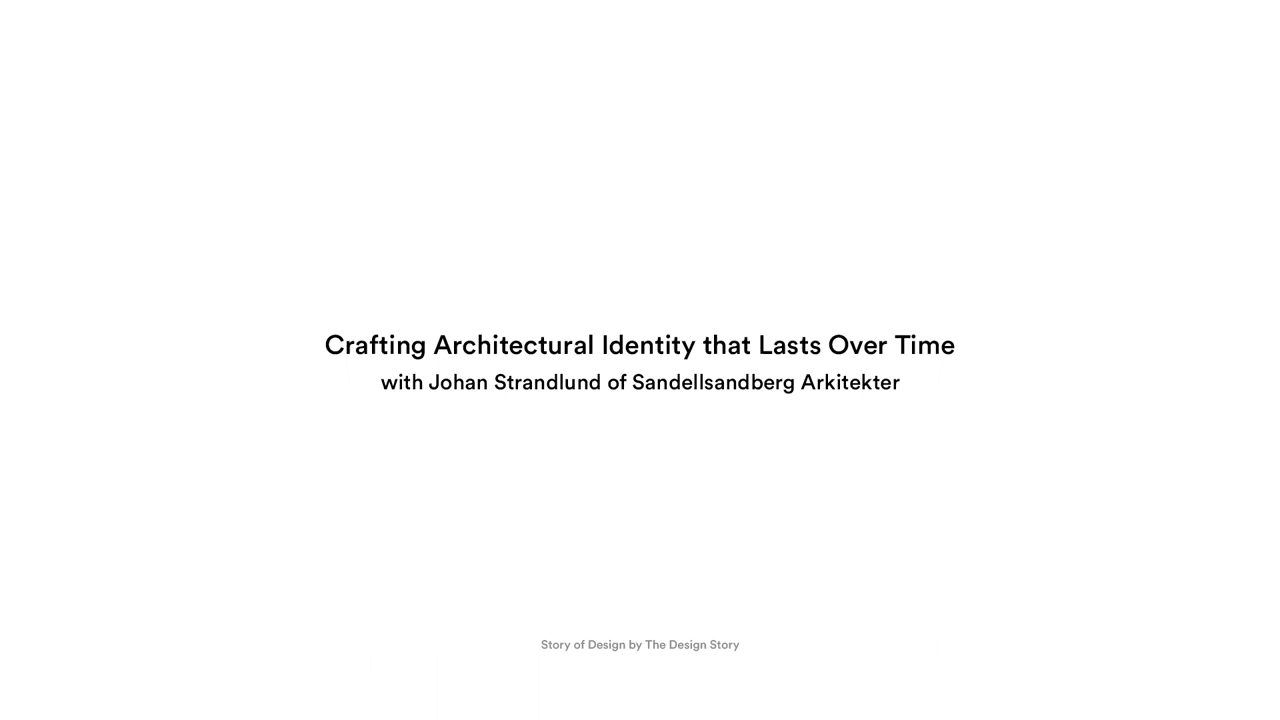 Crafting Architectural Identity that Lasts Over Time
with Johan Strandlund of Sandellsandberg Arkitekter
Story of Design by The Design Story